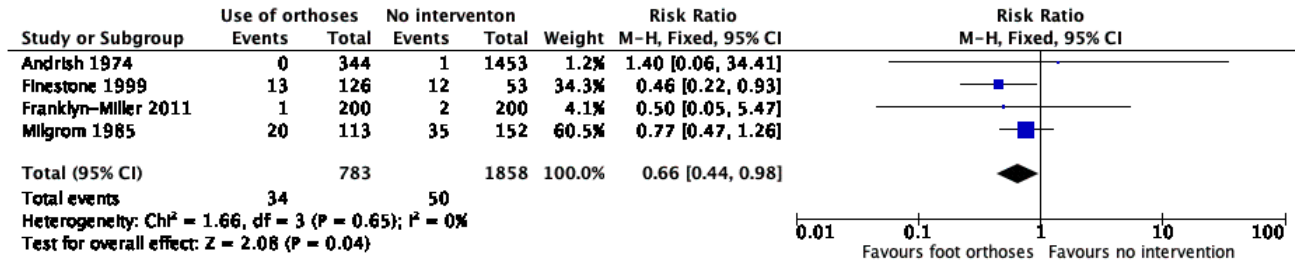 Use of orthoses No interventon Risk Ratio Risk Ratio
Study or Subgroup Events Total Events Total Weight M-H, Fixed, 95% CI M-H, Fixed, 95% CI
Andrish 1974 0 344 1 1453 1.2% 1.40 [0.06, 34.41]
Finestone 1999 13 126 12 53 34.3% 0.46 [0.22, 0.93]
Franklyn-Miller 2011 1 200 2 200 4.1% 0.50 [0.05, 5.47]
Milgrom 1985 20 113 35 152 60.5% 0.77 [0.47, 1.26]
Total (95% CI) 783 1858 100.0% 0.66 [0.44, 0.98]
Total events 34 50
Heterogeneity: Chi² = 1.66, df = 3 (P = 0.65); I² = 0%
Test for overall effect: Z = 2.08 (P = 0.04)
0.01 0.1 1 10 100
Favours foot orthoses Favours no intervention